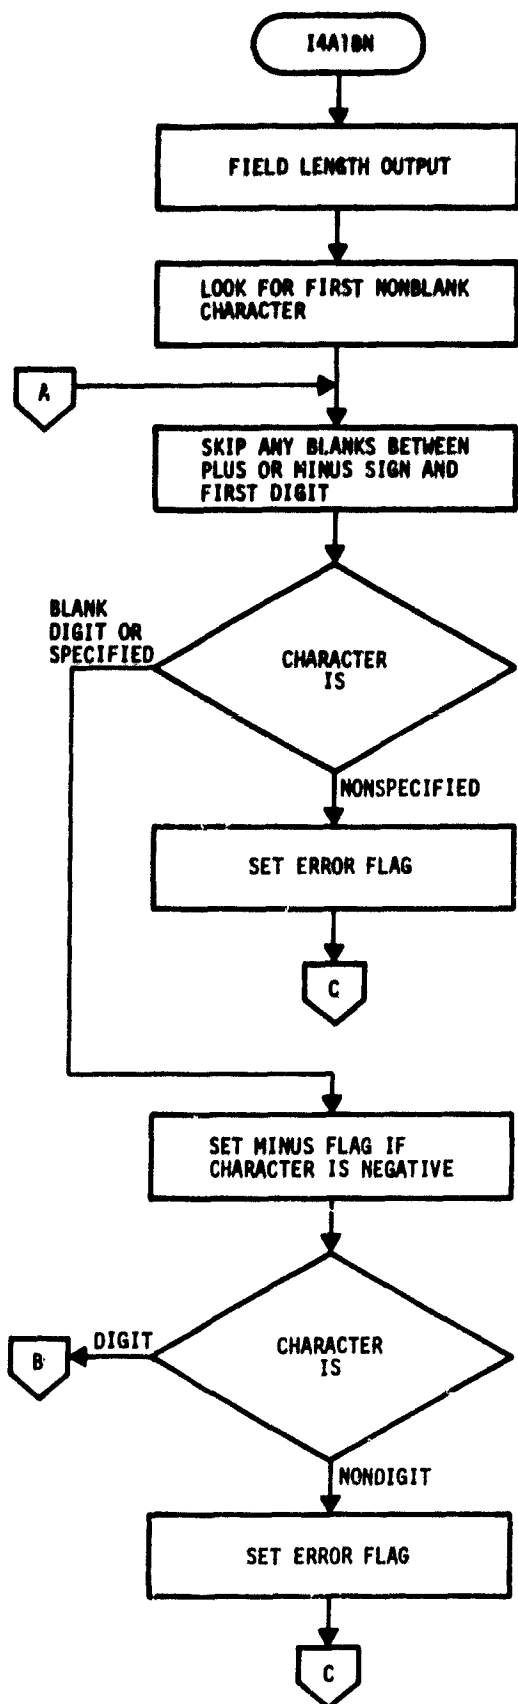 I4A1BN
FIELD LENGTH OUTPUT
LOOK FOR FIRST NONBLANK
CHARACTER
A
SKIP ANY BLANKS BETWEEN
PLUS OR MINUS SIGN AND
FIRST DIGIT
BLANK
DIGIT OR
SPECIFIED
CHARACTER
IS
NONSPECIFIED
SET ERROR FLAG
C
SET MINUS FLAG IF
CHARACTER IS NEGATIVE
B
DIGIT
CHARACTER
IS
NONDIGIT
SET ERROR FLAG
C